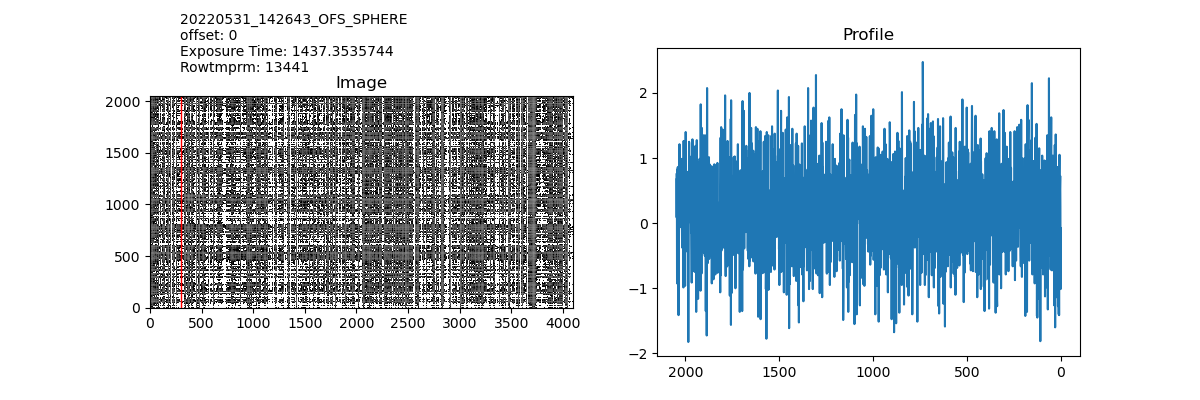 20220531_142643_OFS_SPHERE
offset: 0
Exposure Time: 1437.3535744
Rowtmprm: 13441
Image
2000
1500
1000
500
0
0 500 1000 1500 2000 2500 3000 3500 4000
Profile
2
1
0
−1
−2
2000 1500 1000 500 0